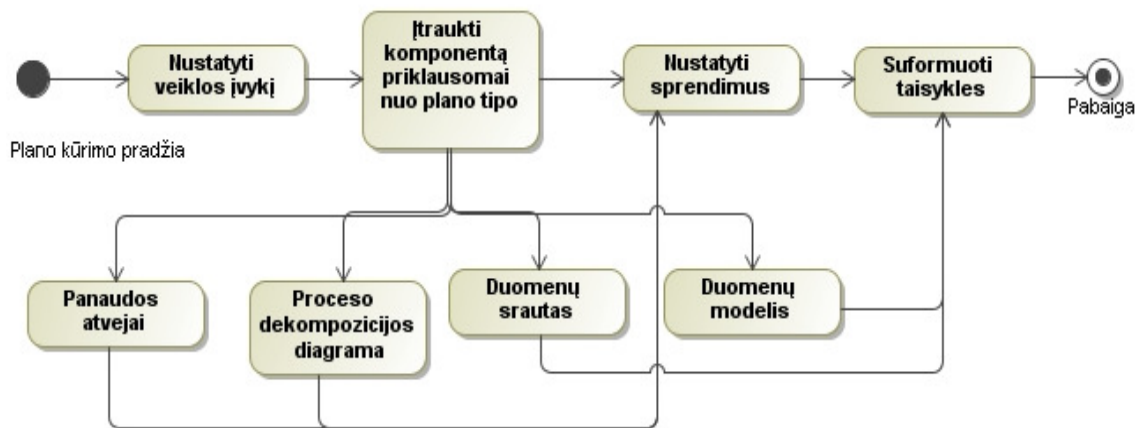 Nustatyti
veiklos įvykį
Įtraukti
komponentą
priklausomai
nuo plano tipo
Nustatyti
sprendimus
Suformuoti
taisykles
Pabaiga
Plano kūrimo pradžia
Panaudos
atvejai
Proceso
dekompozicijos
diagrama
Duomenų
srautas
Duomenų
modelis